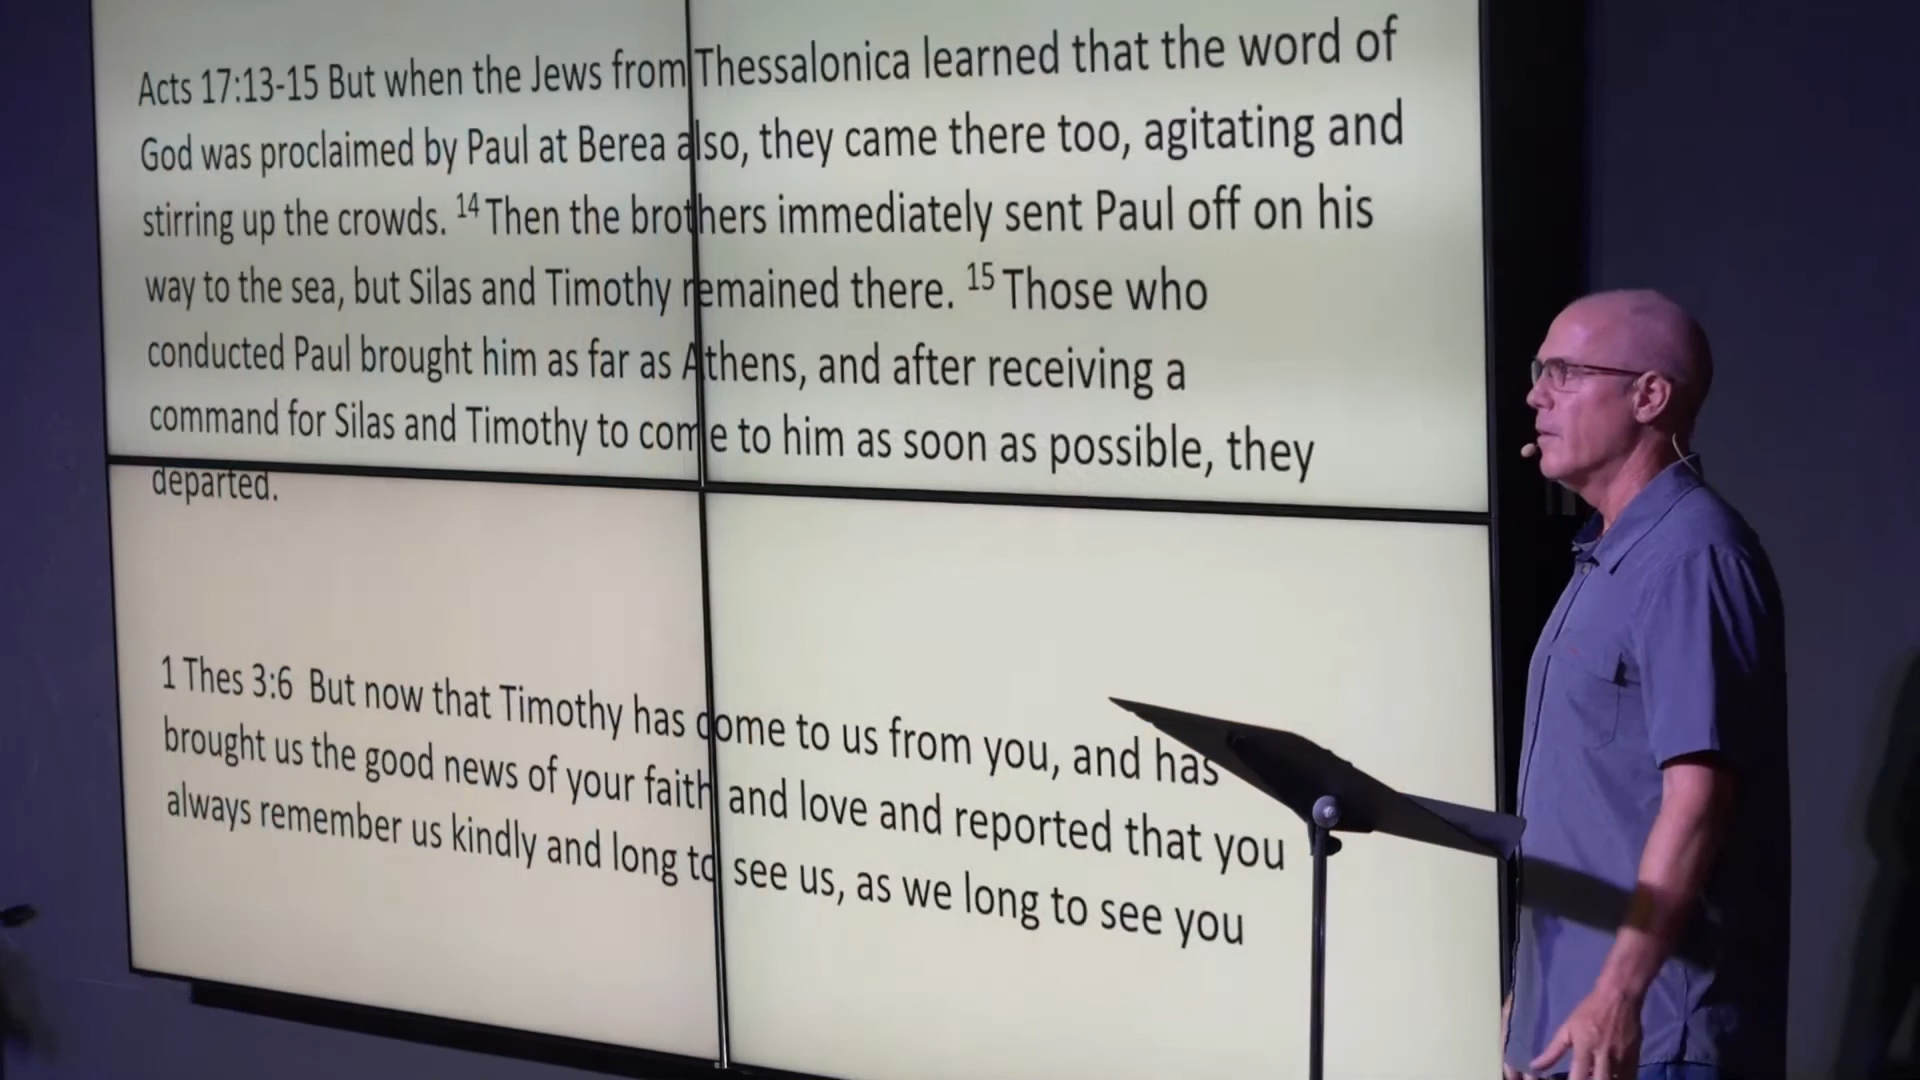 Acts 17:13-15 But when the Jews from Thessalonica learned that the word of
God was proclaimed by Paul at Berea also, they came there too, agitating and
stirring up the crowds. 14 Then the brothers immediately sent Paul off on his
way to the sea, but Silas and Timothy remained there. 15 Those who
conducted Paul brought him as far as Athens, and after receiving a
command for Silas and Timothy to come to him as soon as possible, they
departed.
1 Thes 3:6 But now that Timothy has come to us from you, and has
brought us the good news of your faith and love and reported that you
always remember us kindly and long to see us, as we long to see you